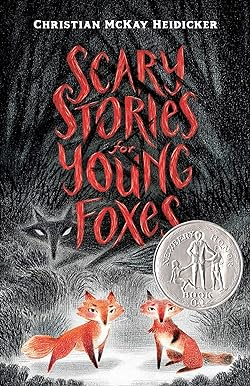 CHRISTIAN McKAY HEIDICKER
SCARY
STORIES
for
YOUNG
FOXES